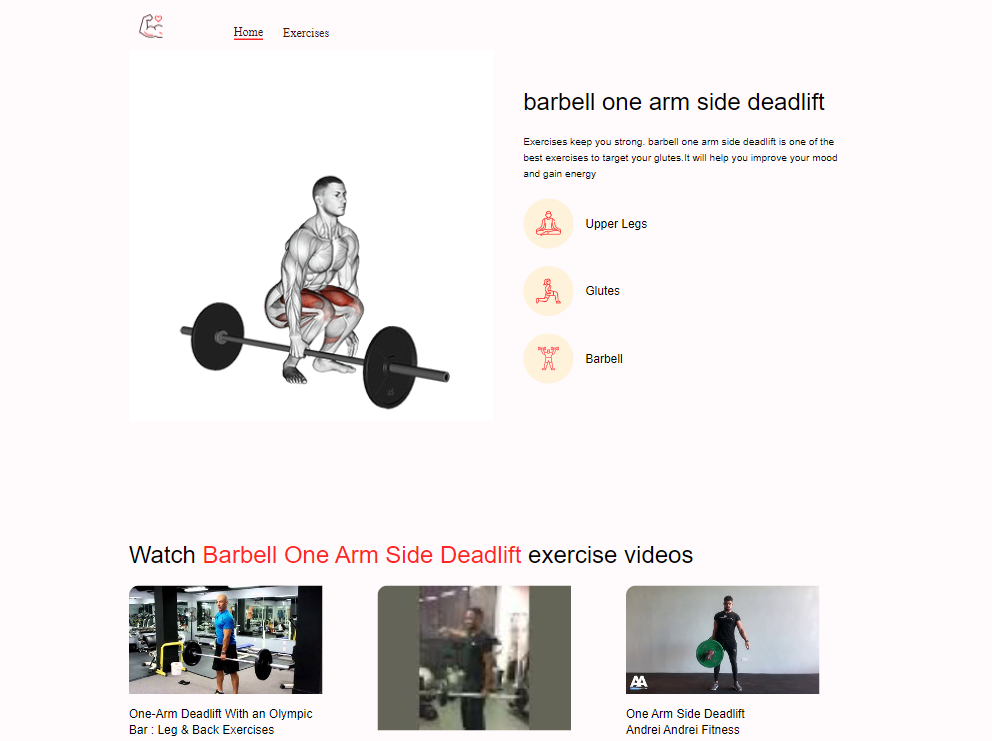 Home
Exercises
barbell one arm side deadlift
Exercises keep you strong. barbell one arm side deadlift is one of the
best exercises to target your glutes.It will help you improve your mood
and gain energy
Upper Legs
Glutes
Barbell
Watch Barbell One Arm Side Deadlift exercise videos
AA
One-Arm Deadlift With an Olympic
Bar : Leg & Back Exercises
One Arm Side Deadlift
Andrei Andrei Fitness